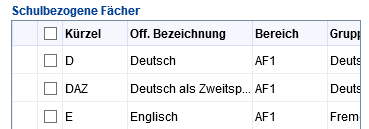 Schulbezogene Fächer
Kürzel Off. Bezeichnung Bereich Grupp
D Deutsch AF1 Deuts
DAZ Deutsch als Zweitsp... AF1 Deuts
E Englisch AF1 Frem